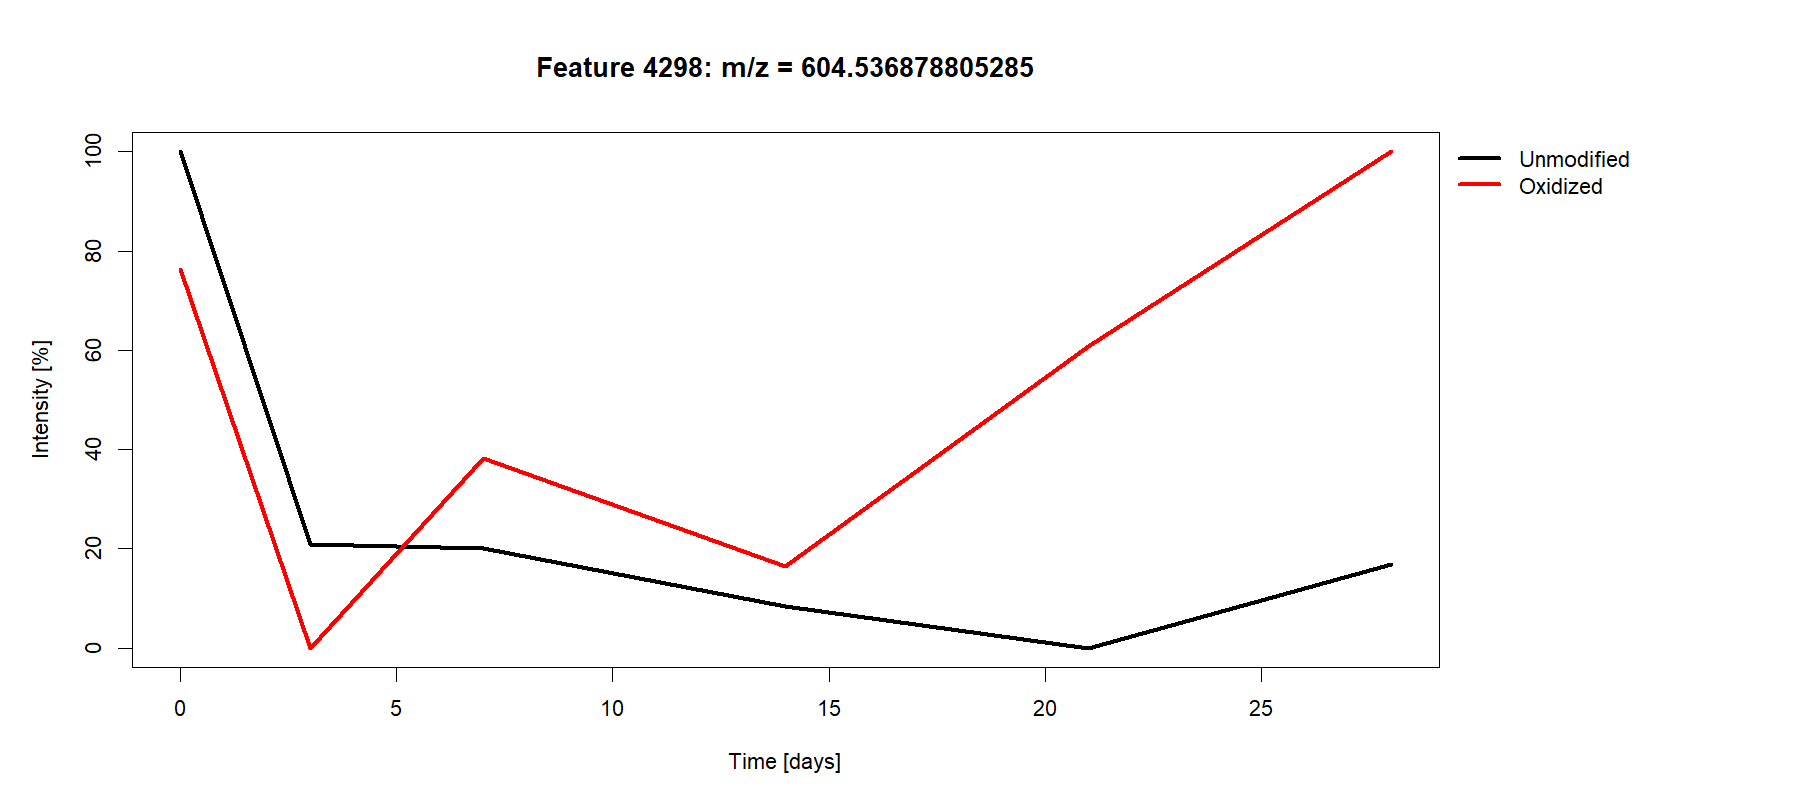 Feature 4298: m/z = 604.536878805285
Unmodified
Oxidized
Intensity [%]
100
80
60
40
20
0
0 5 10 15 20 25
Time [days]